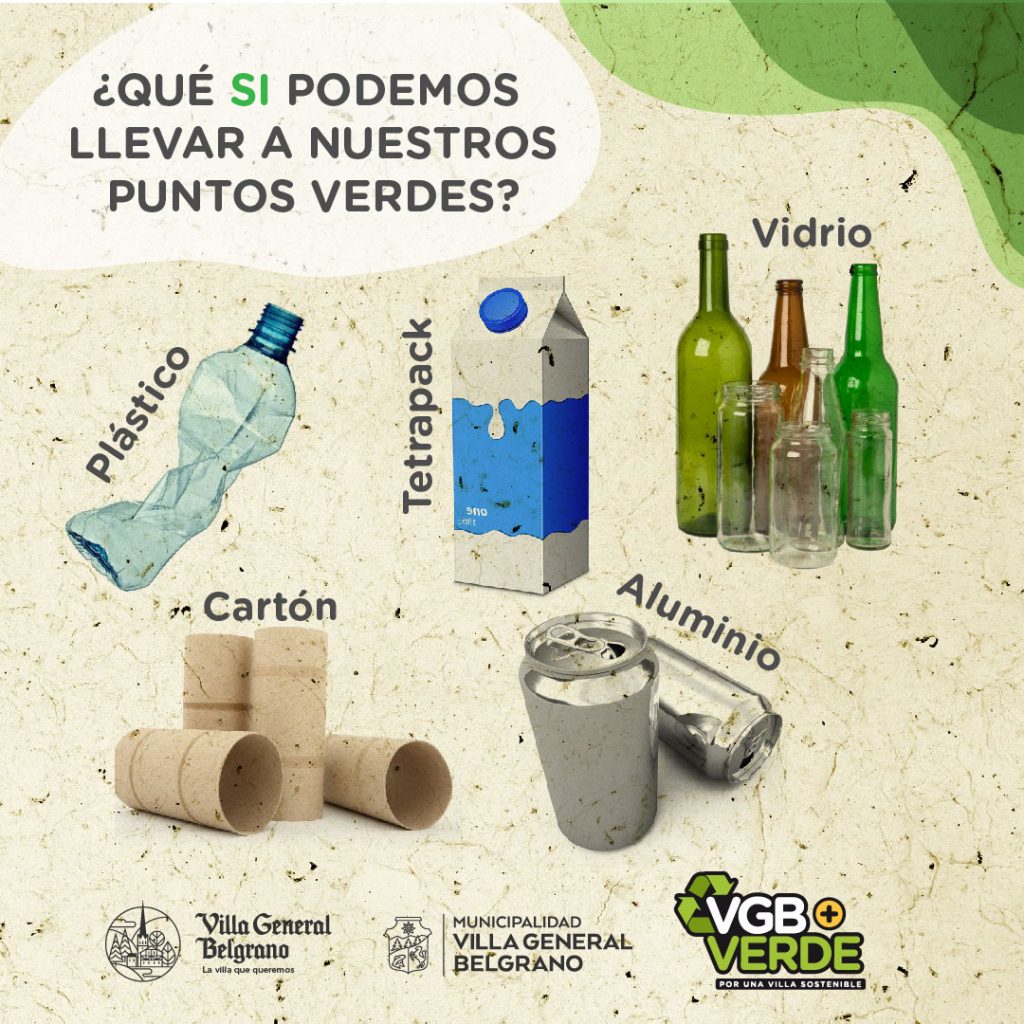 ¿QUÉ SI PODEMOS
LLEVAR A NUESTROS
PUNTOS VERDES?
Vidrio
Plástico
Tetrapack
Cartón
Aluminio
Villa General
Belgrano
La villa que queremos
MUNICIPALIDAD
VILLA GENERAL
BELGRANO
VGB+
VERDE
POR UNA VILLA SOSTENIBLE